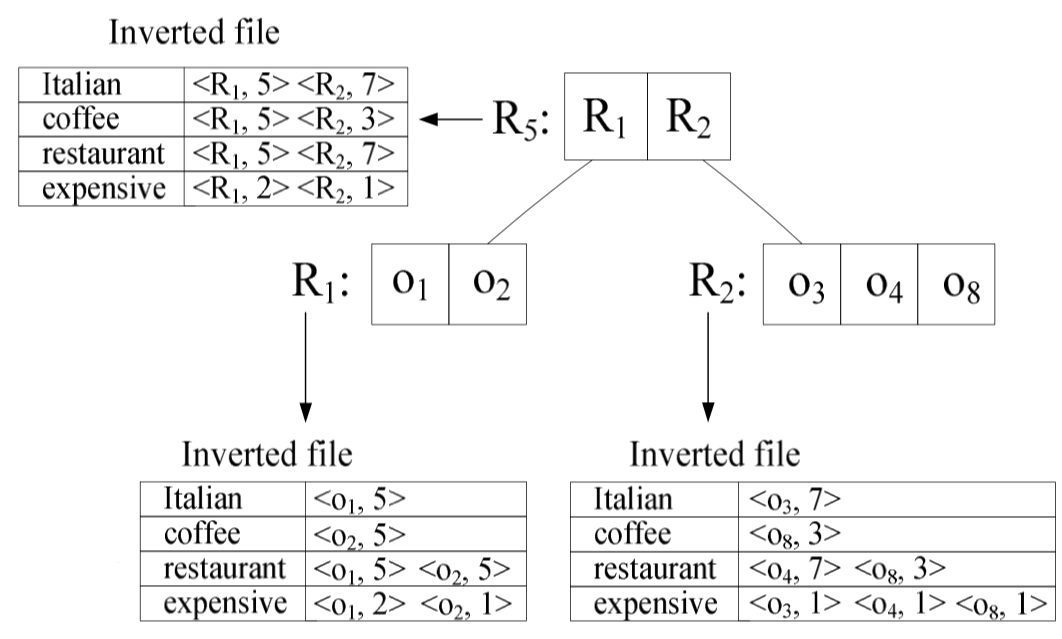 Inverted file
Italian <R₁, 5> <R₂, 7>
coffee <R₁, 5> <R₂, 3>
restaurant <R₁, 5> <R₂, 7>
expensive <R₁, 2> <R₂, 1>
R₅: R₁ R₂
R₁: o₁ o₂
R₂: o₃ o₄ o₈
Inverted file
Italian <o₁, 5>
coffee <o₂, 5>
restaurant <o₁, 5> <o₂, 5>
expensive <o₁, 2> <o₂, 1>
Inverted file
Italian <o₃, 7>
coffee <o₈, 3>
restaurant <o₄, 7> <o₈, 3>
expensive <o₃, 1> <o₄, 1> <o₈, 1>